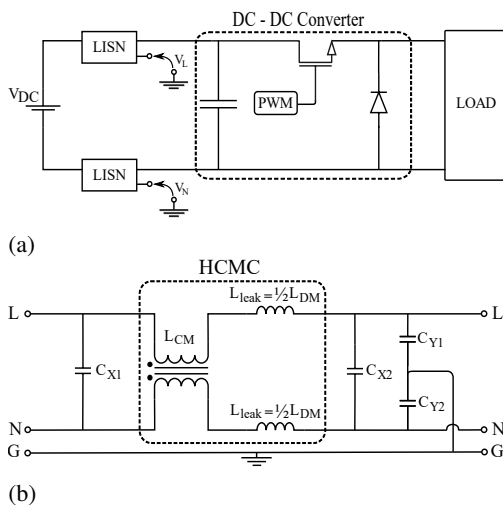 DC - DC Converter
LISN
V_L
V_DC
PWM
LOAD
LISN
V_N
(a)
HCMC
L_leak=½L_DM
L
L
L_CM
C_X1
C_X2
C_Y1
C_Y2
L_leak=½L_DM
N
N
G
G
(b)